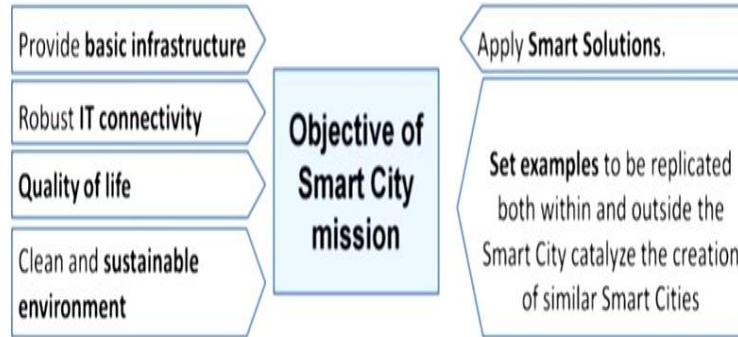 Provide basic infrastructure
Robust IT connectivity
Quality of life
Clean and sustainable
environment
Objective of
Smart City
mission
Apply Smart Solutions.
Set examples to be replicated
both within and outside the
Smart City catalyze the creation
of similar Smart Cities